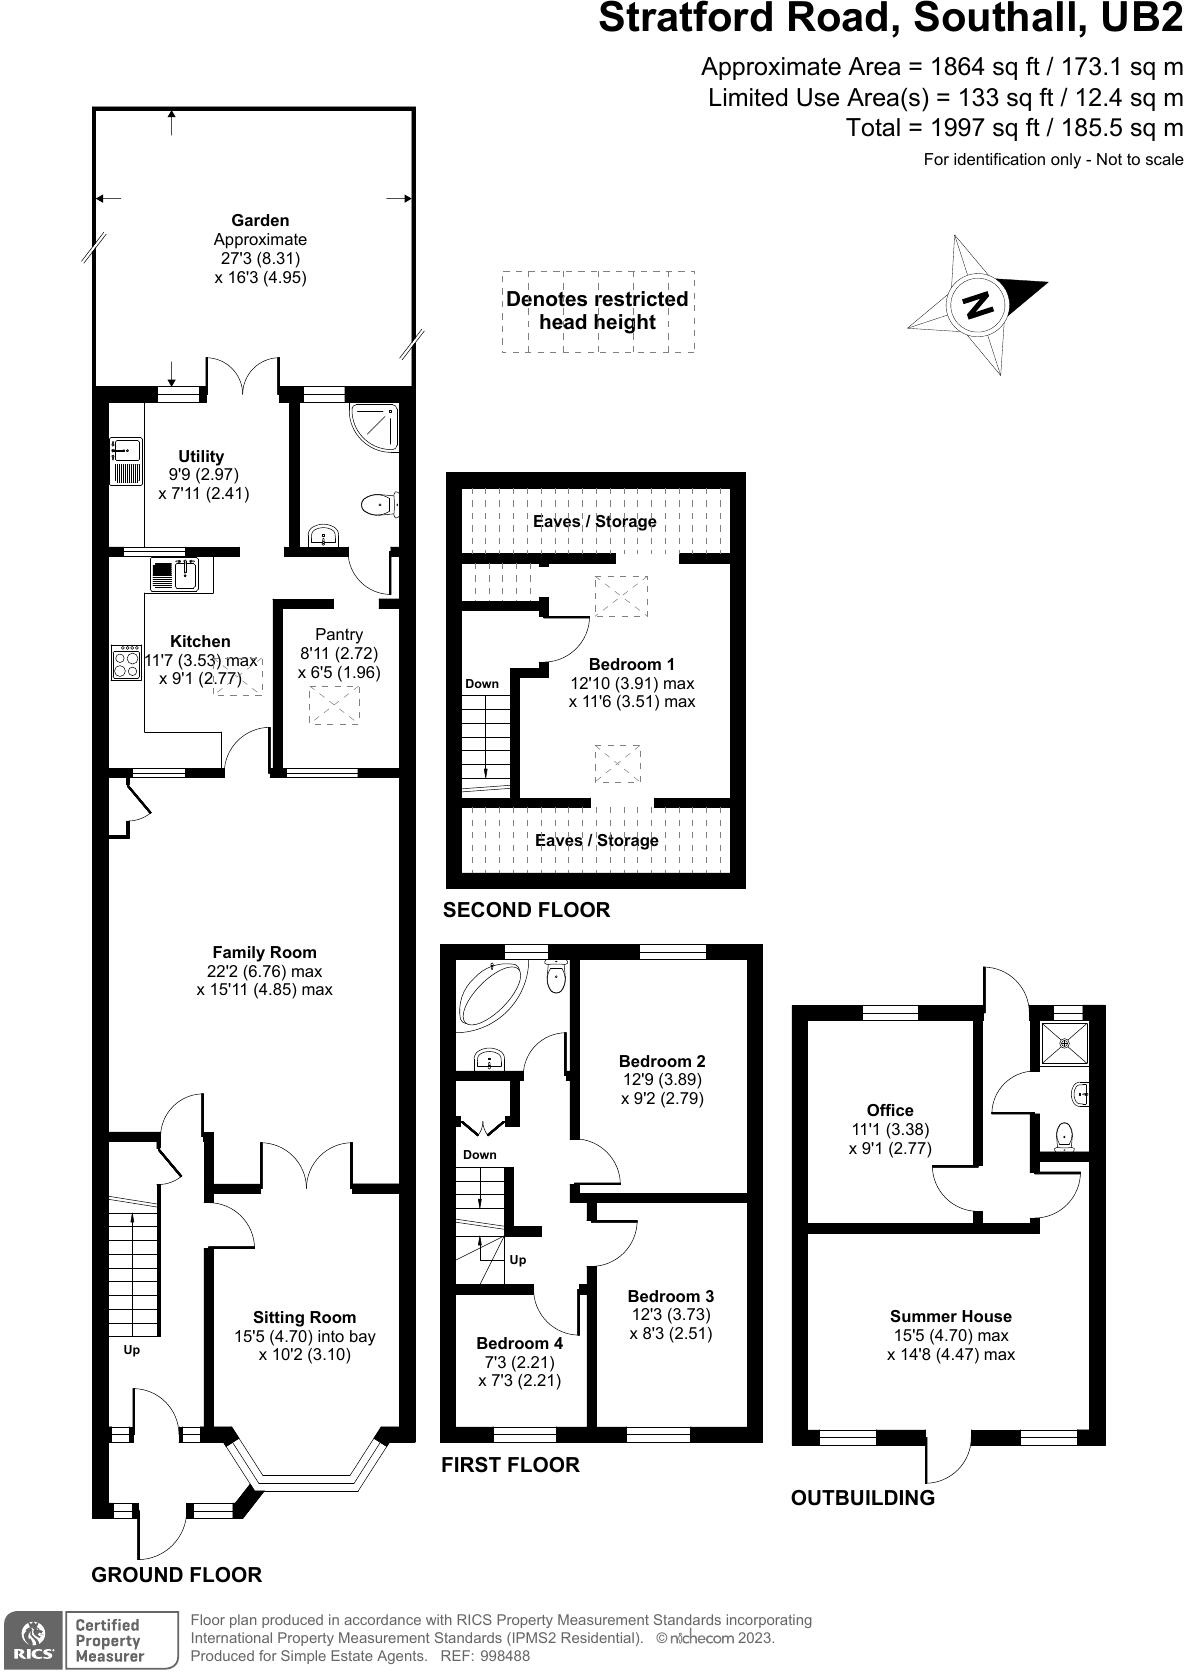 Stratford Road, Southall, UB2
Approximate Area = 1864 sq ft / 173.1 sq m
Limited Use Area(s) = 133 sq ft / 12.4 sq m
Total = 1997 sq ft / 185.5 sq m
For identification only - Not to scale
Garden
Approximate
27'3 (8.31)
x 16'3 (4.95)
Denotes restricted
head height
N
Utility
9'9 (2.97)
x 7'11 (2.41)
Kitchen
11'7 (3.53) max
x 9'1 (2.77)
Pantry
8'11 (2.72)
x 6'5 (1.96)
Family Room
22'2 (6.76) max
x 15'11 (4.85) max
Sitting Room
15'5 (4.70) into bay
x 10'2 (3.10)
Up
GROUND FLOOR
Eaves / Storage
Bedroom 1
12'10 (3.91) max
x 11'6 (3.51) max
Down
Eaves / Storage
SECOND FLOOR
Bedroom 2
12'9 (3.89)
x 9'2 (2.79)
Down
Up
Bedroom 3
12'3 (3.73)
x 8'3 (2.51)
Bedroom 4
7'3 (2.21)
x 7'3 (2.21)
FIRST FLOOR
Office
11'1 (3.38)
x 9'1 (2.77)
Summer House
15'5 (4.70) max
x 14'8 (4.47) max
OUTBUILDING
RICS
Certified
Property
Measurer
Floor plan produced in accordance with RICS Property Measurement Standards incorporating
International Property Measurement Standards (IPMS2 Residential). © nichecom 2023.
Produced for Simple Estate Agents. REF: 998488